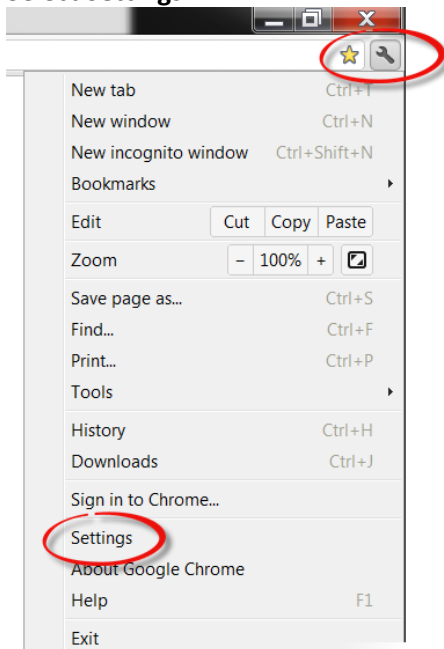 Select Settings
New tab Ctrl+T
New window Ctrl+N
New incognito window Ctrl+Shift+N
Bookmarks
Edit Cut Copy Paste
Zoom - 100% +
Save page as... Ctrl+S
Find... Ctrl+F
Print... Ctrl+P
Tools
History Ctrl+H
Downloads Ctrl+J
Sign in to Chrome...
Settings
About Google Chrome
Help F1
Exit